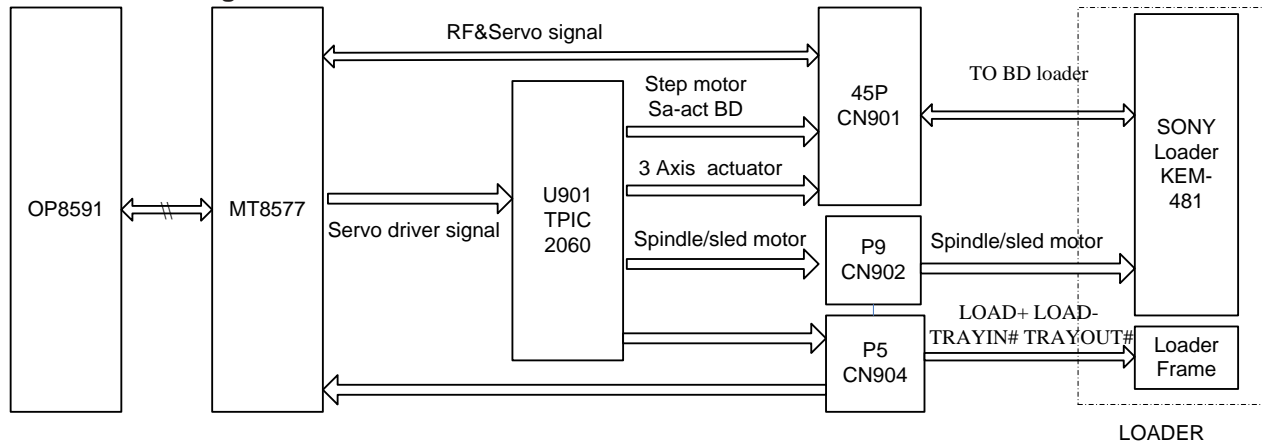 RF&Servo signal
TO BD loader
Step motor
Sa-act BD
45P
CN901
SONY
Loader
KEM-
481
3 Axis actuator
OP8591
MT8577
U901
TPIC
2060
Servo driver signal
Spindle/sled motor
P9
CN902
Spindle/sled motor
LOAD+ LOAD-
TRAYIN# TRAYOUT#
P5
CN904
Loader
Frame
LOADER